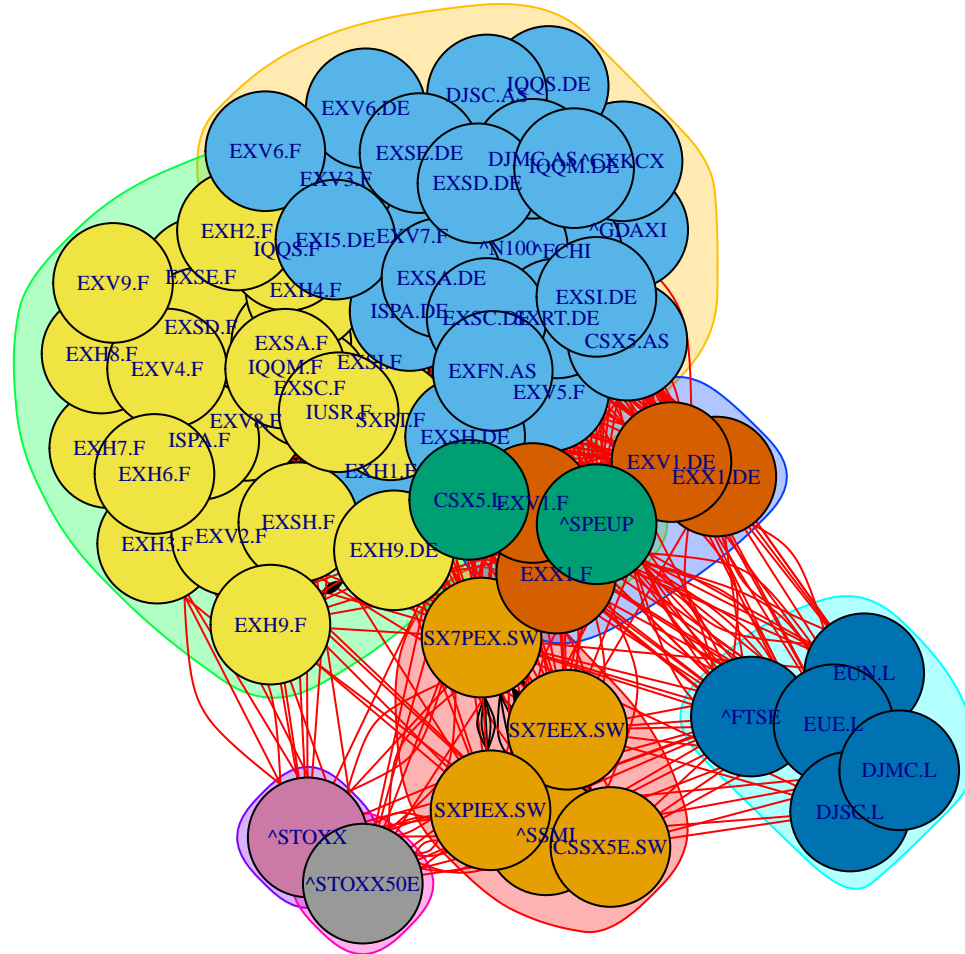 IQQS.DE
DJSC.AS
EXV6.DE
EXV6.F
EXSE.DE
DJMC.AS
^CXKCX
IQQM.DE
EXV3.F
EXSD.DE
EXH2.F
^GDAXI
EXI5.DE
EXV7.F
IQQS.F
^N100
^FCHI
EXSE.F
EXV9.F
EXSA.DE
EXH4.F
EXSI.DE
ISPA.DE
EXSC.DE
SXRT.DE
EXSD.F
CSX5.AS
EXSA.F
EXH8.F
EXSI.F
EXV4.F
IQQM.F
EXFN.AS
EXSC.F
EXV5.F
IUSR.F
EXV8.F
SXRT.F
EXSH.DE
ISPA.F
EXH7.F
EXV1.DE
EXH1.F
EXH6.F
EXX1.DE
CSX5.L
EXV1.F
EXSH.F
^SPEUP
EXV2.F
EXH3.F
EXH9.DE
EXX1.F
EXH9.F
SX7PEX.SW
EUN.L
^FTSE
EUE.L
SX7EEX.SW
DJMC.L
SXPIEX.SW
DJSC.L
^STOXX
^SSMI
CSSX5E.SW
^STOXX50E